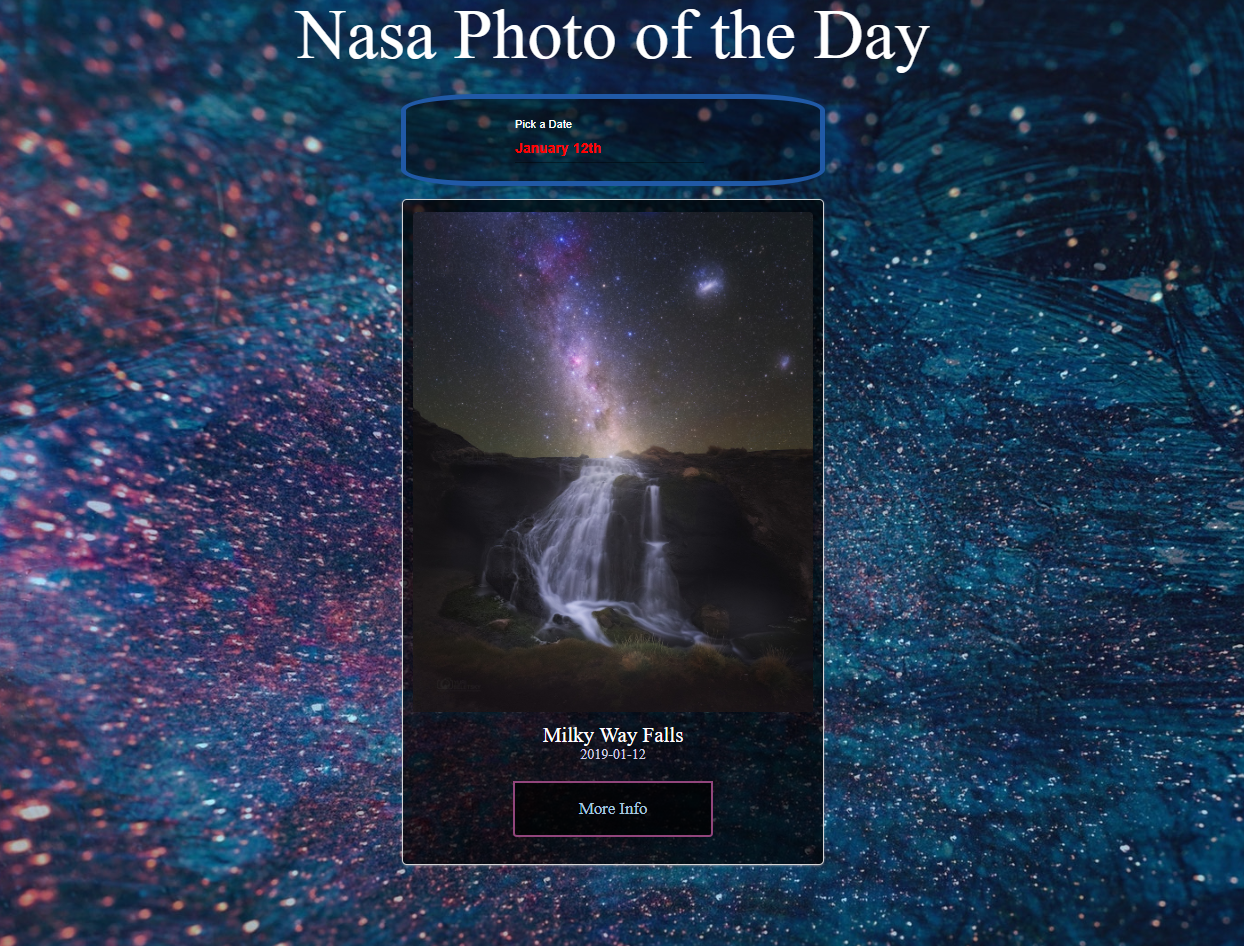 Nasa Photo of the Day
Pick a Date
January 12th
Milky Way Falls
2019-01-12
More Info